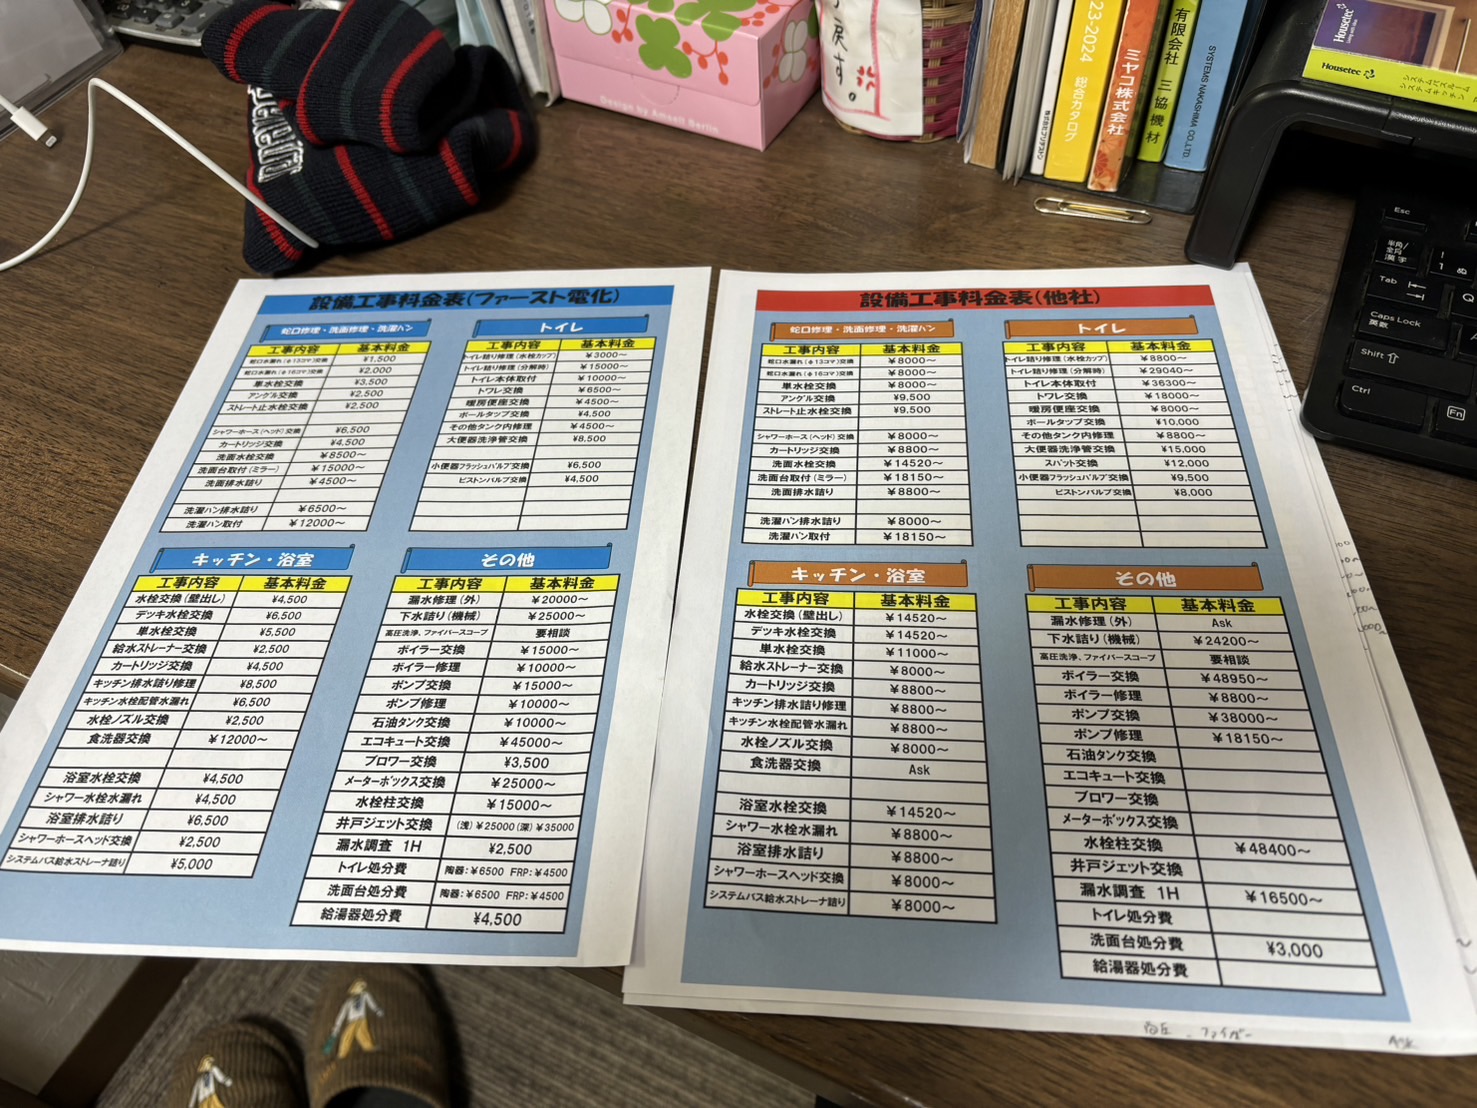 Design by Amsell Berlin
戻す。
23-2024 総合カタログ
ミヤコ株式会社
有限会社 三協機材
SYSTEMS NAKASHIMA CO.,LTD.
Housetec
Housetec
システムバスルーム
システムキッチン
Esc
半角/全角 漢字
Tab
Caps Lock
英数
Shift
Ctrl
Fn
設備工事料金表(ファースト電化)
蛇口修理・洗面修理・洗濯パン
工事内容 基本料金
蛇口水漏れ(φ13コマ)交換 ¥1,500
蛇口水漏れ(φ16コマ)交換 ¥2,000
単水栓交換 ¥3,500
アングル交換 ¥2,500
ストレート止水栓交換 ¥2,500
シャワーホース(ヘッド)交換 ¥6,500
カートリッジ交換 ¥4,500
洗面水栓交換 ¥8500~
洗面台取付(ミラー) ¥15000~
洗面排水詰り ¥4500~
洗濯パン排水詰り ¥6500~
洗濯パン取付 ¥12000~
トイレ
工事内容 基本料金
トイレ詰り修理(水栓カップ) ¥3000~
トイレ詰り修理(分解時) ¥15000~
トイレ本体取付 ¥10000~
トワレ交換 ¥6500~
暖房便座交換 ¥4500~
ボールタップ交換 ¥4,500
その他タンク内修理 ¥4500~
大便器洗浄管交換 ¥8,500
小便器フラッシュバルブ交換 ¥6,500
ピストンバルブ交換 ¥4,500
キッチン・浴室
工事内容 基本料金
水栓交換(壁出し) ¥4,500
デッキ水栓交換 ¥6,500
単水栓交換 ¥5,500
給水ストレーナー交換 ¥2,500
カートリッジ交換 ¥4,500
キッチン排水詰り修理 ¥8,500
キッチン水栓配管水漏れ ¥6,500
水栓ノズル交換 ¥2,500
食洗器交換 ¥12000~
浴室水栓交換 ¥4,500
シャワー水栓水漏れ ¥4,500
浴室排水詰り ¥6,500
シャワーホースヘッド交換 ¥2,500
システムバス給水ストレーナ詰り ¥5,000
その他
工事内容 基本料金
漏水修理(外) ¥20000~
下水詰り(機械) ¥25000~
高圧洗浄、ファイバースコープ 要相談
ボイラー交換 ¥15000~
ボイラー修理 ¥10000~
ポンプ交換 ¥15000~
ポンプ修理 ¥10000~
石油タンク交換 ¥10000~
エコキュート交換 ¥45000~
ブロワー交換 ¥3,500
メーターボックス交換 ¥25000~
水栓柱交換 ¥15000~
井戸ジェット交換 (浅)¥25000(深)¥35000
漏水調査 1H ¥2,500
トイレ処分費 陶器:¥6500 FRP:¥4500
洗面台処分費 陶器:¥6500 FRP:¥4500
給湯器処分費 ¥4,500
設備工事料金表(他社)
蛇口修理・洗面修理・洗濯パン
工事内容 基本料金
蛇口水漏れ(φ13コマ)交換 ¥8000~
蛇口水漏れ(φ16コマ)交換 ¥8000~
単水栓交換 ¥8000~
アングル交換 ¥9,500
ストレート止水栓交換 ¥9,500
シャワーホース(ヘッド)交換 ¥8000~
カートリッジ交換 ¥8800~
洗面水栓交換 ¥14520~
洗面台取付(ミラー) ¥18150~
洗面排水詰り ¥8800~
洗濯パン排水詰り ¥8000~
洗濯パン取付 ¥18150~
トイレ
工事内容 基本料金
トイレ詰り修理(水栓カップ) ¥8800~
トイレ詰り修理(分解時) ¥29040~
トイレ本体取付 ¥36300~
トワレ交換 ¥18000~
暖房便座交換 ¥8000~
ボールタップ交換 ¥10,000
その他タンク内修理 ¥8800~
大便器洗浄管交換 ¥15,000
スパット交換 ¥12,000
小便器フラッシュバルブ交換 ¥9,500
ピストンバルブ交換 ¥8,000
キッチン・浴室
工事内容 基本料金
水栓交換(壁出し) ¥14520~
デッキ水栓交換 ¥14520~
単水栓交換 ¥11000~
給水ストレーナー交換 ¥8000~
カートリッジ交換 ¥8800~
キッチン排水詰り修理 ¥8800~
キッチン水栓配管水漏れ ¥8800~
水栓ノズル交換 ¥8000~
食洗器交換 Ask
浴室水栓交換 ¥14520~
シャワー水栓水漏れ ¥8800~
浴室排水詰り ¥8800~
シャワーホースヘッド交換 ¥8000~
システムバス給水ストレーナ詰り ¥8000~
その他
工事内容 基本料金
漏水修理(外) Ask
下水詰り(機械) ¥24200~
高圧洗浄、ファイバースコープ 要相談
ボイラー交換 ¥48950~
ボイラー修理 ¥8800~
ポンプ交換 ¥38000~
ポンプ修理 ¥18150~
石油タンク交換
エコキュート交換
ブロワー交換
メーターボックス交換
水栓柱交換 ¥48400~
井戸ジェット交換
漏水調査 1H ¥16500~
トイレ処分費
洗面台処分費 ¥3,000
給湯器処分費
高圧 ファイバー Ask